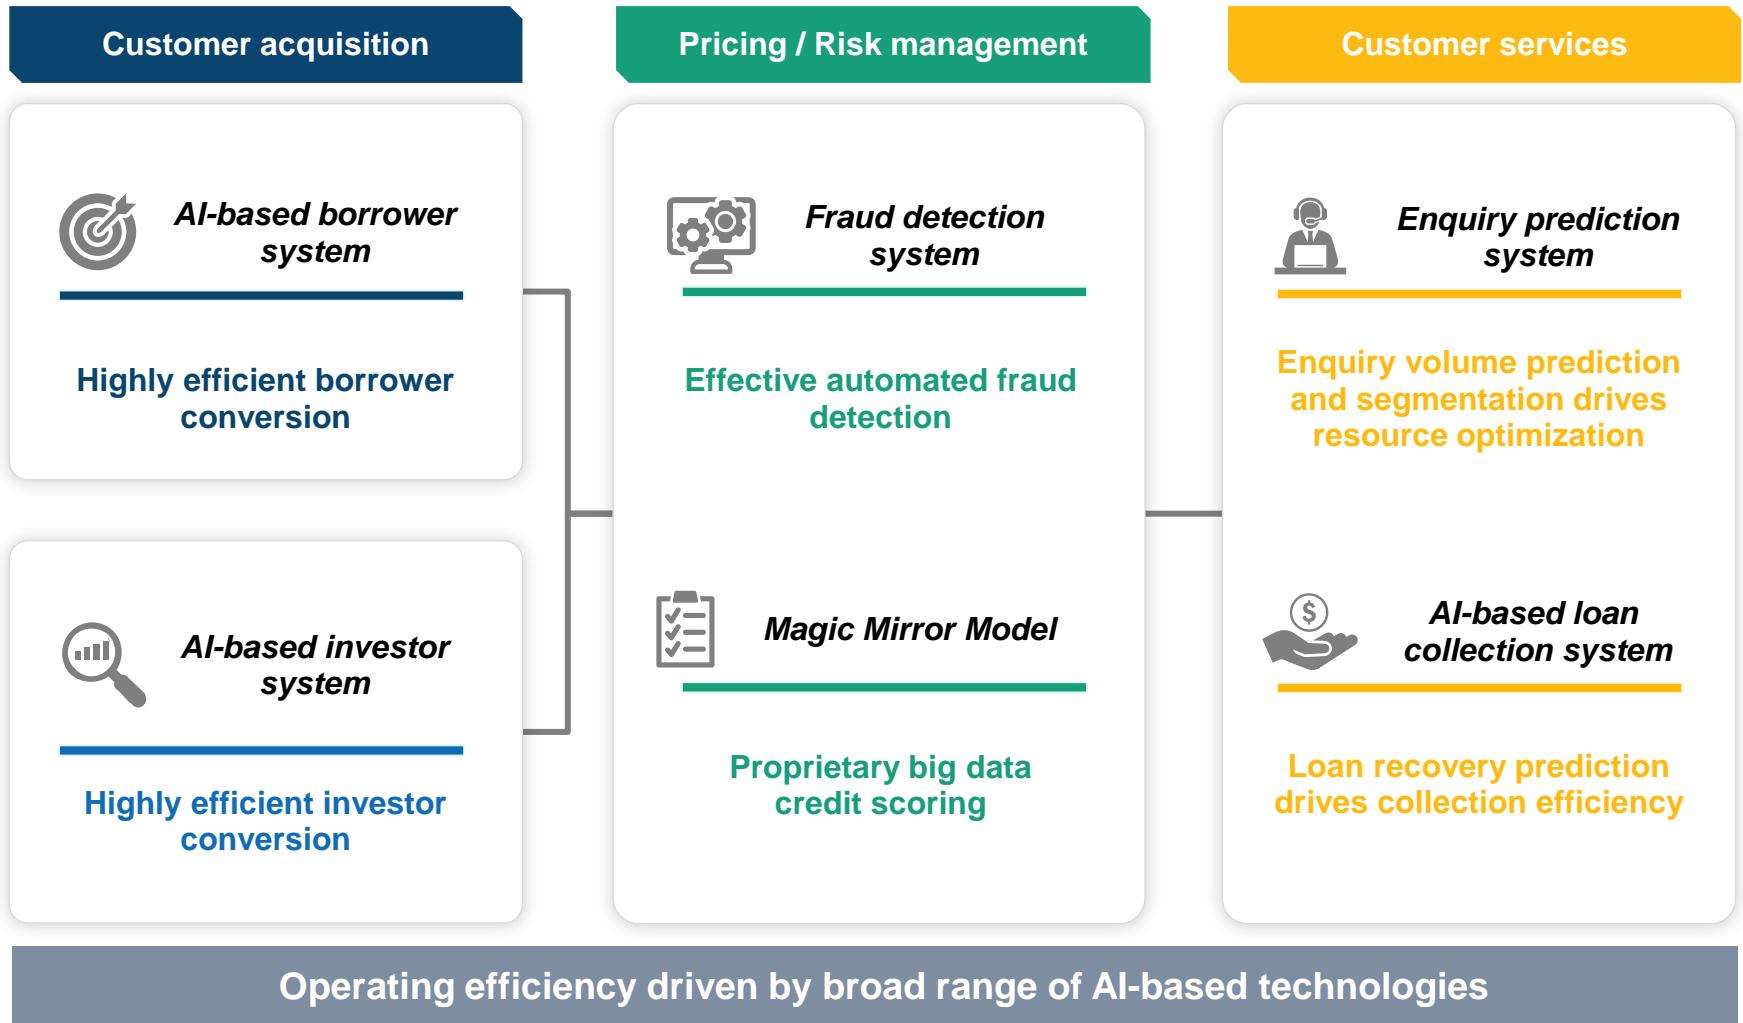 Customer acquisition
Pricing / Risk management
Customer services
AI-based borrower
system
Highly efficient borrower
conversion
AI-based investor
system
Highly efficient investor
conversion
Fraud detection
system
Effective automated fraud
detection
Magic Mirror Model
Proprietary big data
credit scoring
Enquiry prediction
system
Enquiry volume prediction
and segmentation drives
resource optimization
$
AI-based loan
collection system
Loan recovery prediction
drives collection efficiency
Operating efficiency driven by broad range of AI-based technologies